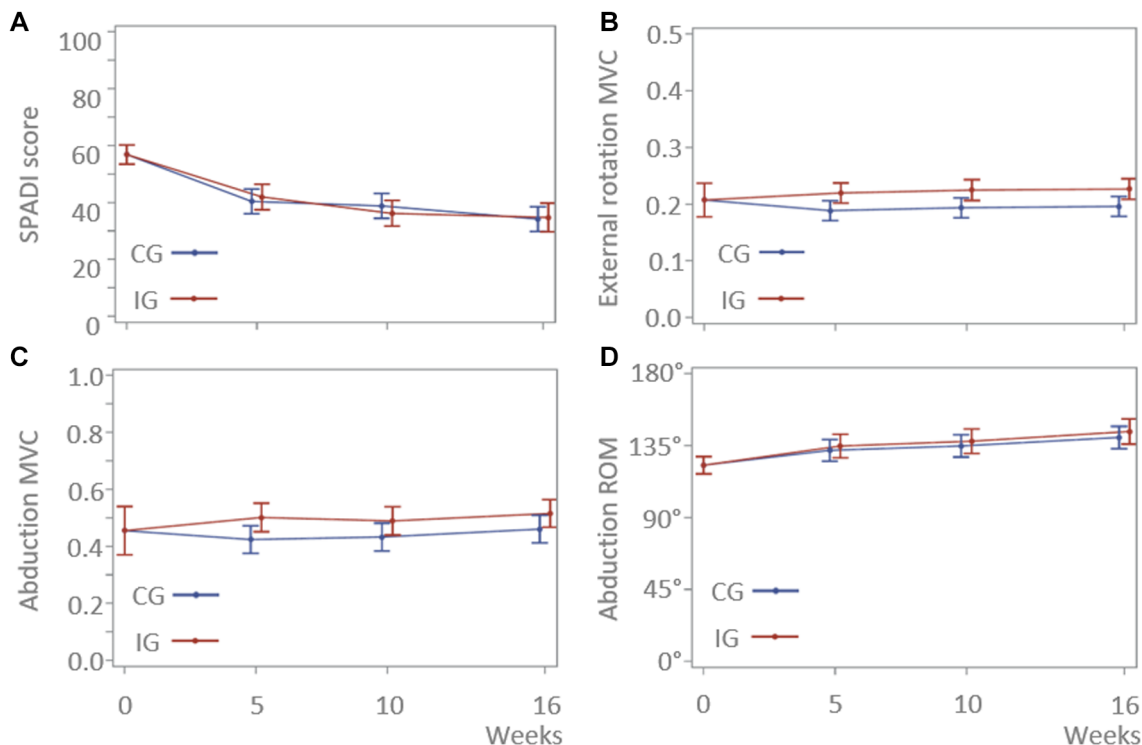 A
100
80
60
40
20
0
SPADI score
CG
IG
B
0.5
0.4
0.3
0.2
0.1
0.0
External rotation MVC
CG
IG
C
1.0
0.8
0.6
0.4
0.2
0.0
Abduction MVC
CG
IG
0 5 10 16
Weeks
D
180°
135°
90°
45°
0°
Abduction ROM
CG
IG
0 5 10 16
Weeks